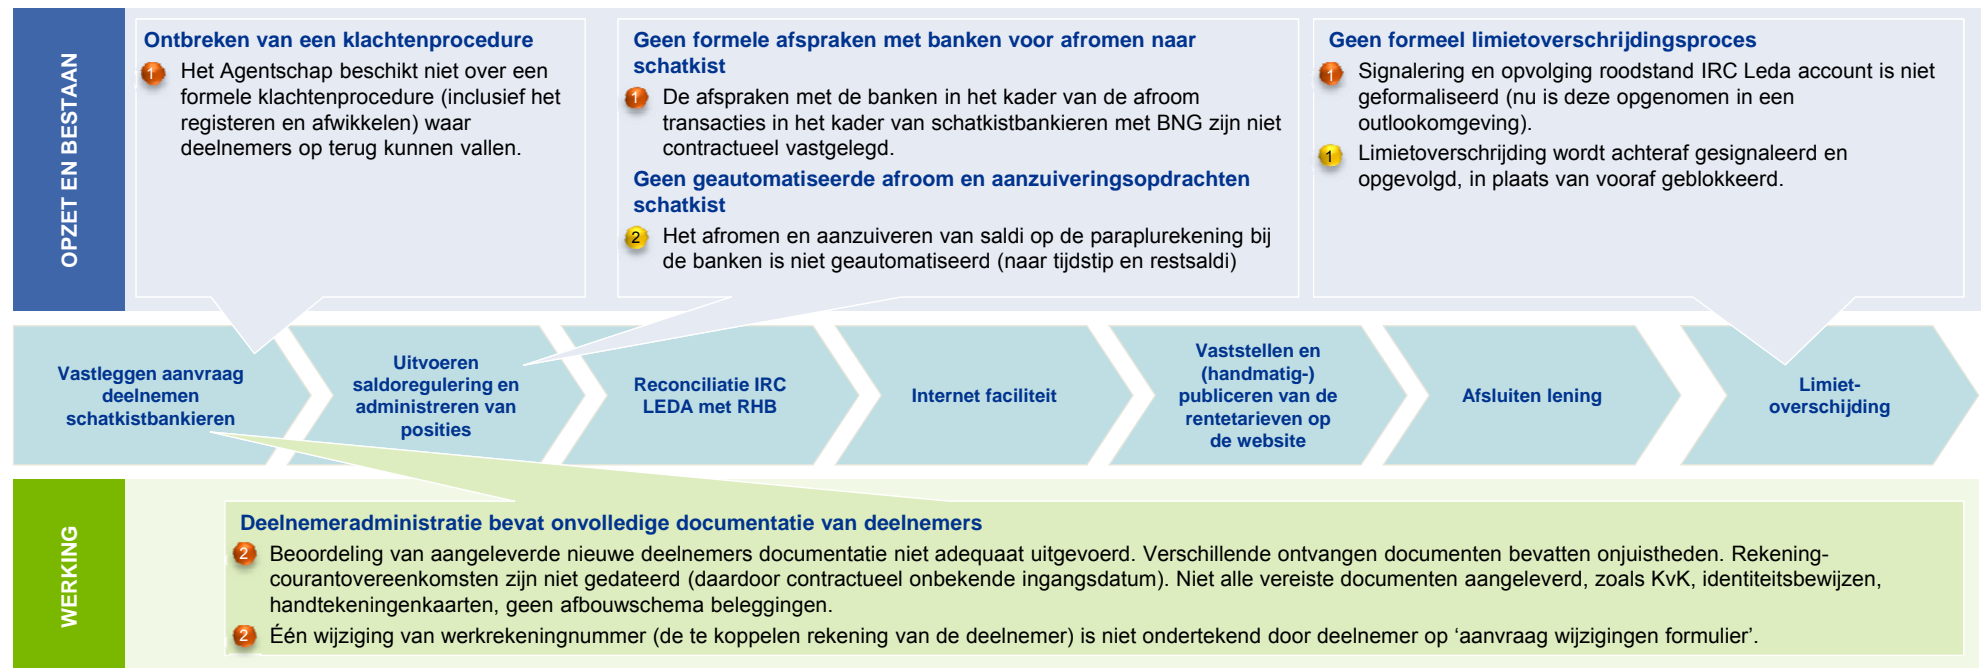 OPZET EN BESTAAN
Ontbreken van een klachtenprocedure
1 Het Agentschap beschikt niet over een
formele klachtenprocedure (inclusief het
registeren en afwikkelen) waar
deelnemers op terug kunnen vallen.
Geen formele afspraken met banken voor afromen naar
schatkist
1 De afspraken met de banken in het kader van de afroom
transacties in het kader van schatkistbankieren met BNG zijn niet
contractueel vastgelegd.
Geen geautomatiseerde afroom en aanzuiveringsopdrachten
schatkist
2 Het afromen en aanzuiveren van saldi op de paraplurekening bij
de banken is niet geautomatiseerd (naar tijdstip en restsaldi)
Geen formeel limietoverschrijdingsproces
1 Signalering en opvolging roodstand IRC Leda account is niet
geformaliseerd (nu is deze opgenomen in een
outlookomgeving).
1 Limietoverschrijding wordt achteraf gesignaleerd en
opgevolgd, in plaats van vooraf geblokkeerd.
Vastleggen aanvraag
deelnemen
schatkistbankieren
Uitvoeren
saldoregulering en
administreren van
posities
Reconciliatie IRC
LEDA met RHB
Internet faciliteit
Vaststellen en
(handmatig-)
publiceren van de
rentetarieven op
de website
Afsluiten lening
Limiet-
overschijding
WERKING
Deelnemeradministratie bevat onvolledige documentatie van deelnemers
2 Beoordeling van aangeleverde nieuwe deelnemers documentatie niet adequaat uitgevoerd. Verschillende ontvangen documenten bevatten onjuistheden. Rekening-
courantovereenkomsten zijn niet gedateerd (daardoor contractueel onbekende ingangsdatum). Niet alle vereiste documenten aangeleverd, zoals KvK, identiteitsbewijzen,
handtekeningenkaarten, geen afbouwschema beleggingen.
2 Één wijziging van werkrekeningnummer (de te koppelen rekening van de deelnemer) is niet ondertekend door deelnemer op ‘aanvraag wijzigingen formulier’.